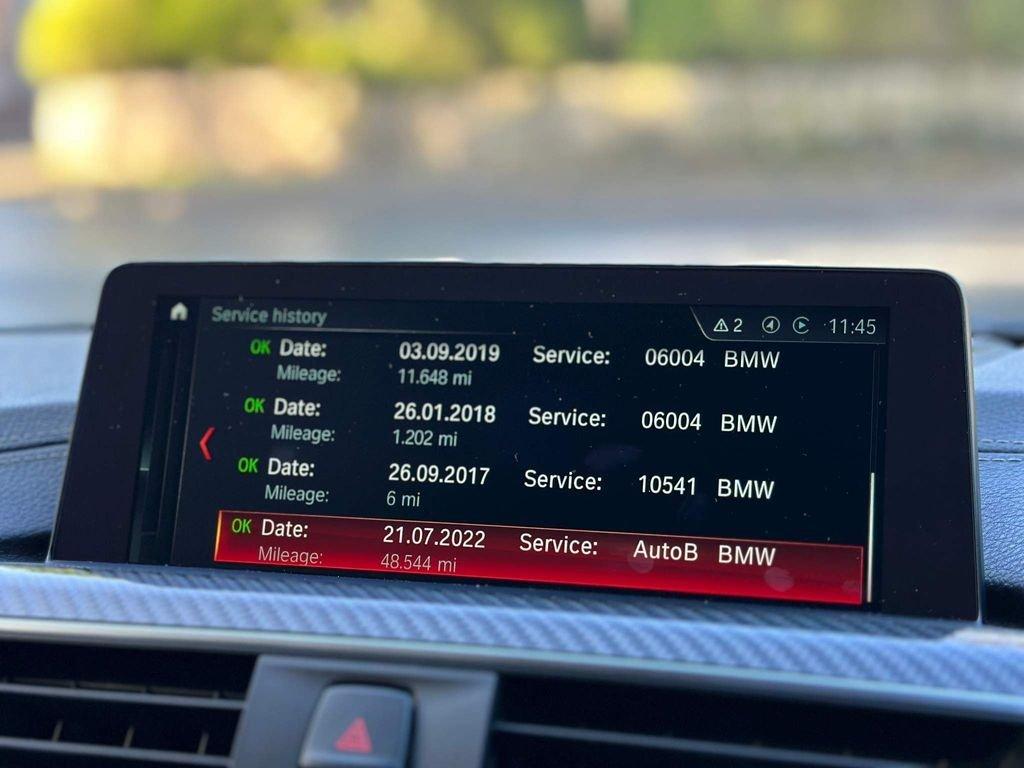 Service history
2 11:45
OK Date: 03.09.2019 Service: 06004 BMW
Mileage: 11.648 mi
OK Date: 26.01.2018 Service: 06004 BMW
Mileage: 1.202 mi
OK Date: 26.09.2017 Service: 10541 BMW
Mileage: 6 mi
OK Date: 21.07.2022 Service: AutoB BMW
Mileage: 48.544 mi